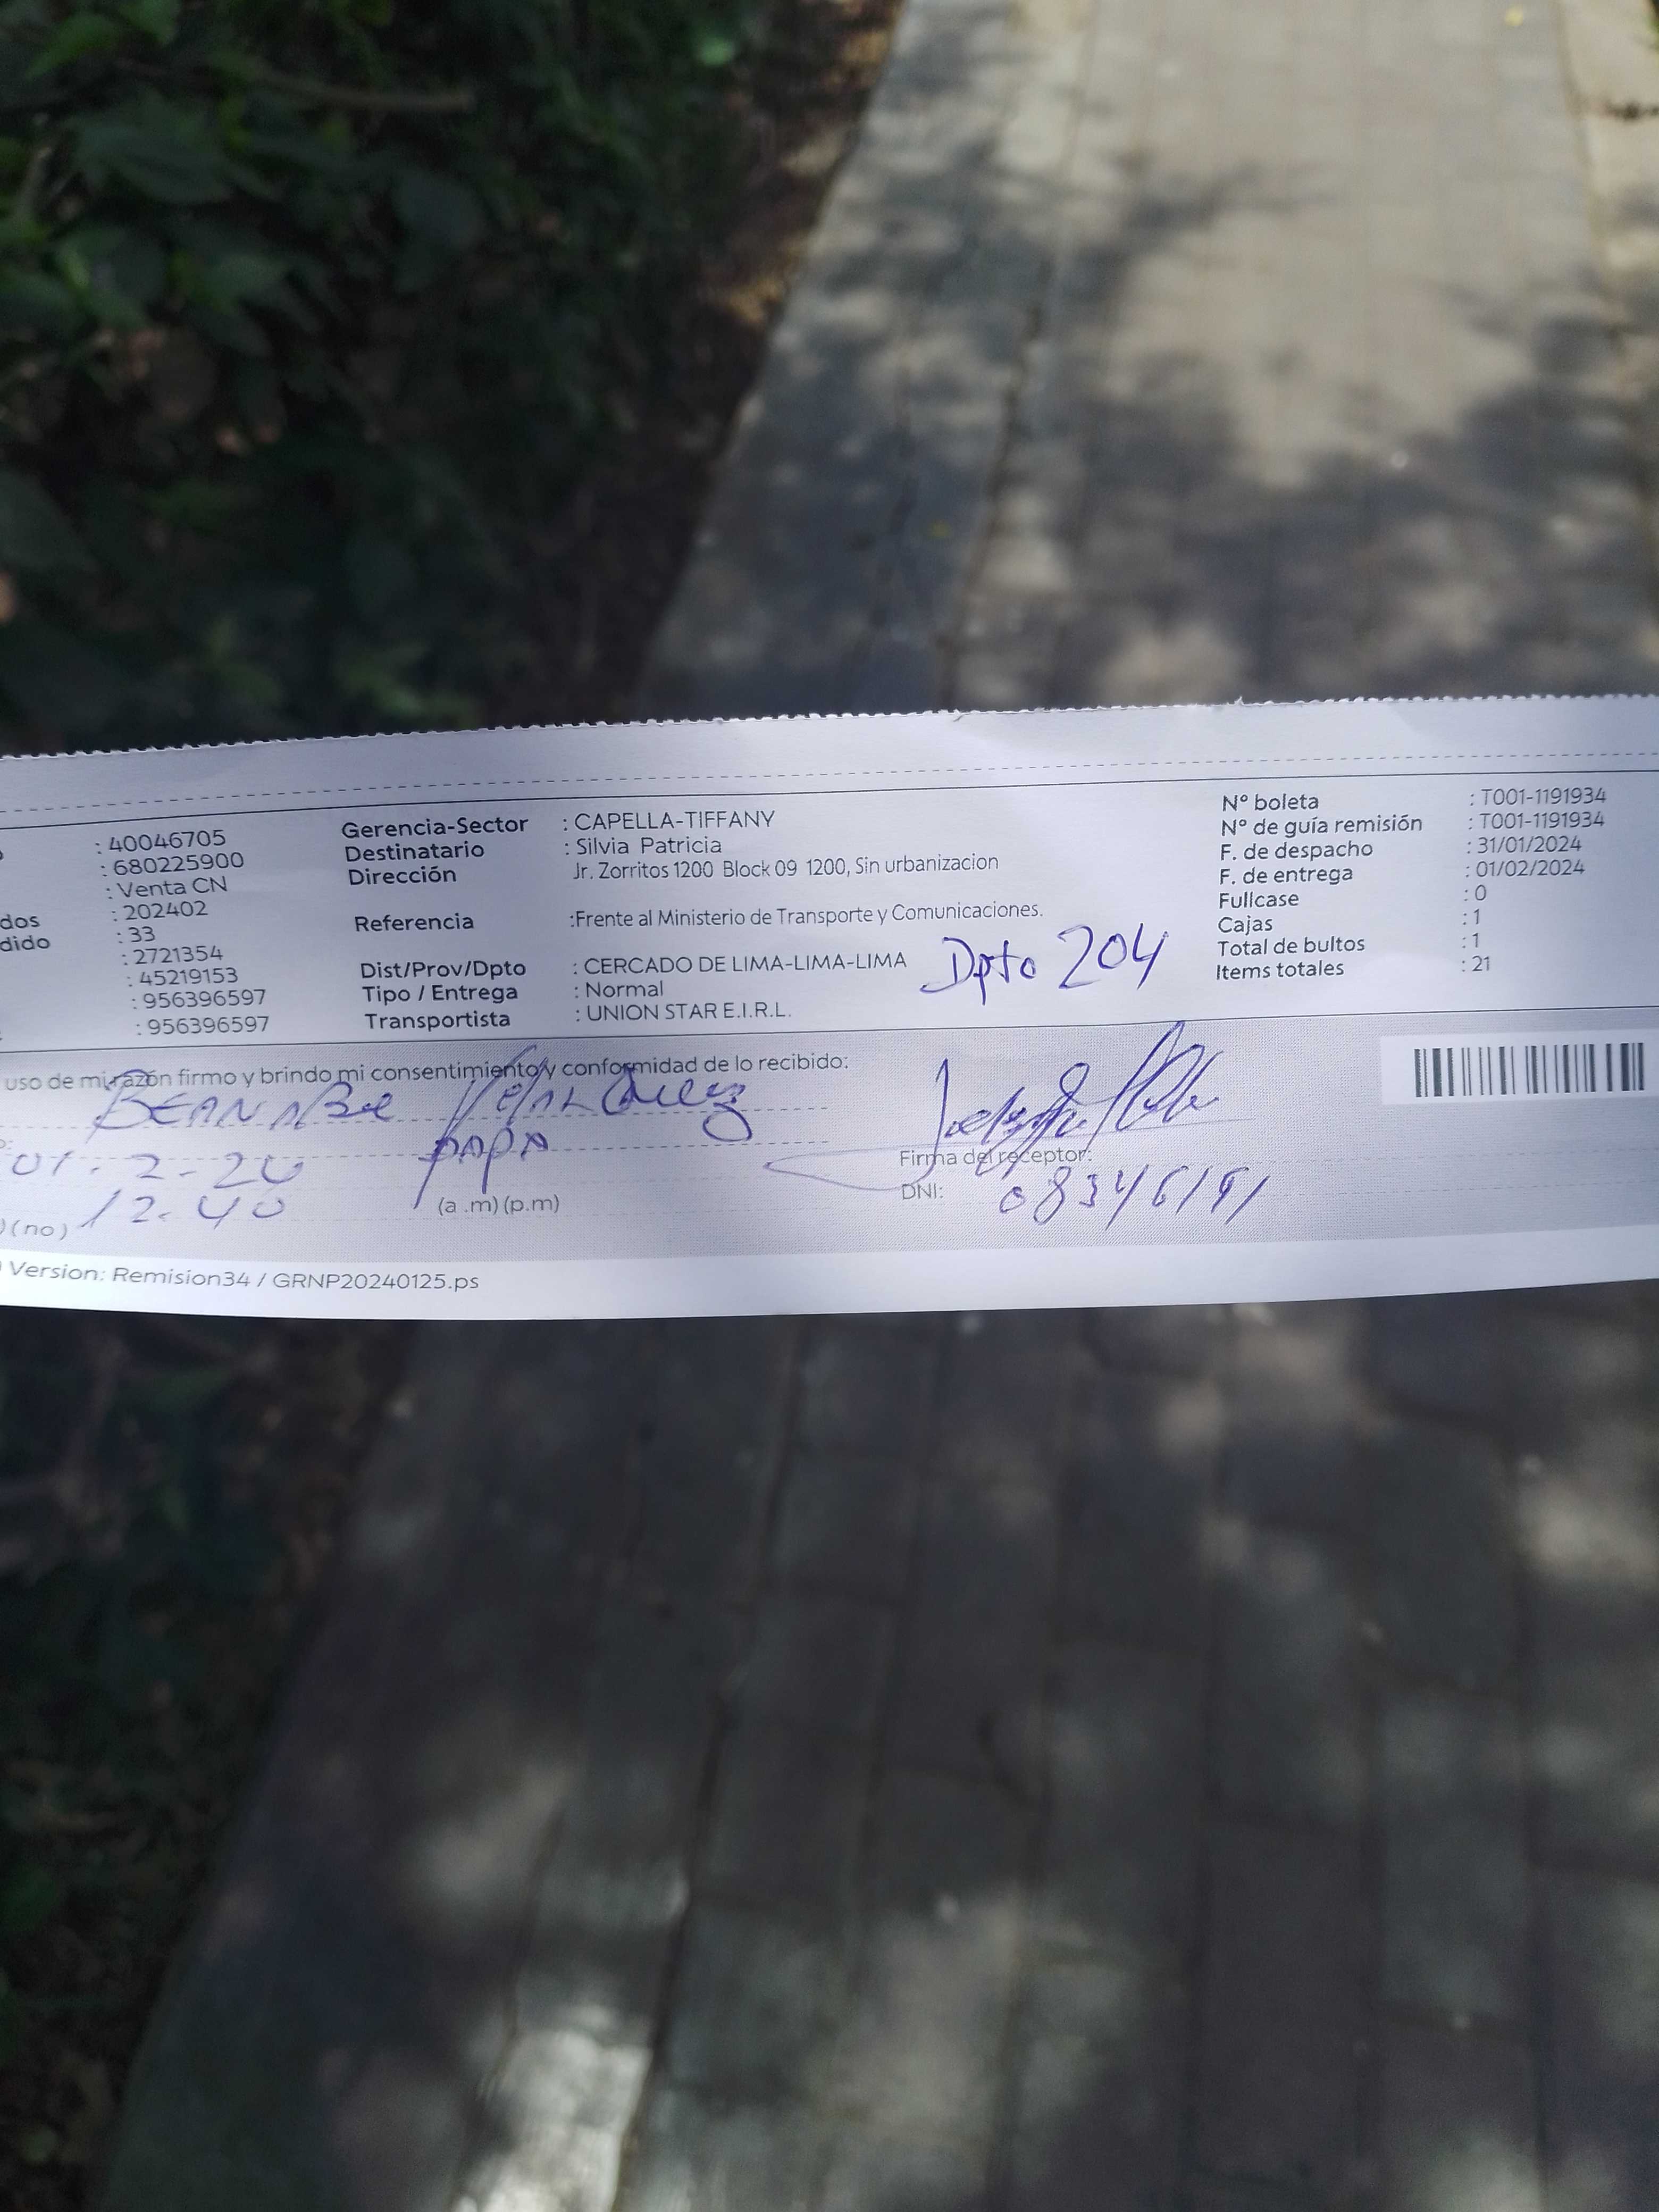 : 40046705 Gerencia-Sector : CAPELLA-TIFFANY Nº boleta : T001-1191934
: 680225900 Destinatario : Silvia Patricia Nº de guía remisión : T001-1191934
: Venta CN Dirección Jr. Zorritos 1200 Block 09 1200, Sin urbanizacion F. de despacho : 31/01/2024
dos : 202402 F. de entrega : 01/02/2024
dido : 33 Referencia :Frente al Ministerio de Transporte y Comunicaciones. Fullcase : 0
: 2721354 Cajas : 1
: 45219153 Dist/Prov/Dpto : CERCADO DE LIMA-LIMA-LIMA Dpto 204 Total de bultos : 1
: 956396597 Tipo / Entrega : Normal Items totales : 21
: 956396597 Transportista : UNION STAR E.I.R.L.
uso de mi razón firmo y brindo mi consentimiento y conformidad de lo recibido:
papa
Firma del receptor:
DNI:
12.40 (a .m) (p.m)
) (no)
Version: Remision34 / GRNP20240125.ps